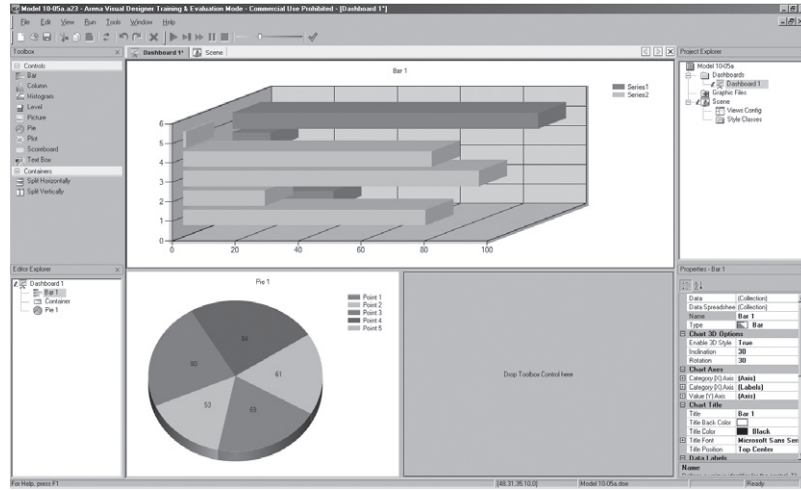 Model 10-05a.a23 - Arena Visual Designer Training & Evaluation Mode - Commercial Use Prohibited - [Dashboard 1*]
File Edit View Run Tools Window Help
Toolbox
Controls
Bar
Column
Histogram
Level
Picture
Pie
Plot
Scoreboard
Text Box
Containers
Split Horizontally
Split Vertically
Dashboard 1* Scene
Bar 1
Series1
Series2
6
5
4
3
2
1
0
0 20 40 60 80 100
Project Explorer
Model 10-05a
Dashboards
Dashboard 1
Graphic Files
Scene
Views Config
Style Classes
Editor Explorer
Dashboard 1
Bar 1
Container
Pie 1
Pie 1
Point 1
Point 2
Point 3
Point 4
Point 5
61
53
Drop Toolbox Control here
Properties - Bar 1
Data (Collection)
Data Spreadshee (Collection)
Name Bar 1
Type Bar
Chart 3D Options
Enable 3D Style True
Inclination 30
Rotation 30
Chart Axes
Category (X) Axis (Axis)
Category (X) Axis (Labels)
Value (Y) Axis (Axis)
Chart Title
Title Bar 1
Title Back Color
Title Color Black
Title Font Microsoft Sans Seri
Title Position Top Center
Data Labels
Name
For Help, press F1
[48.31,35.10,0]
Model 10-05a.doe
Ready